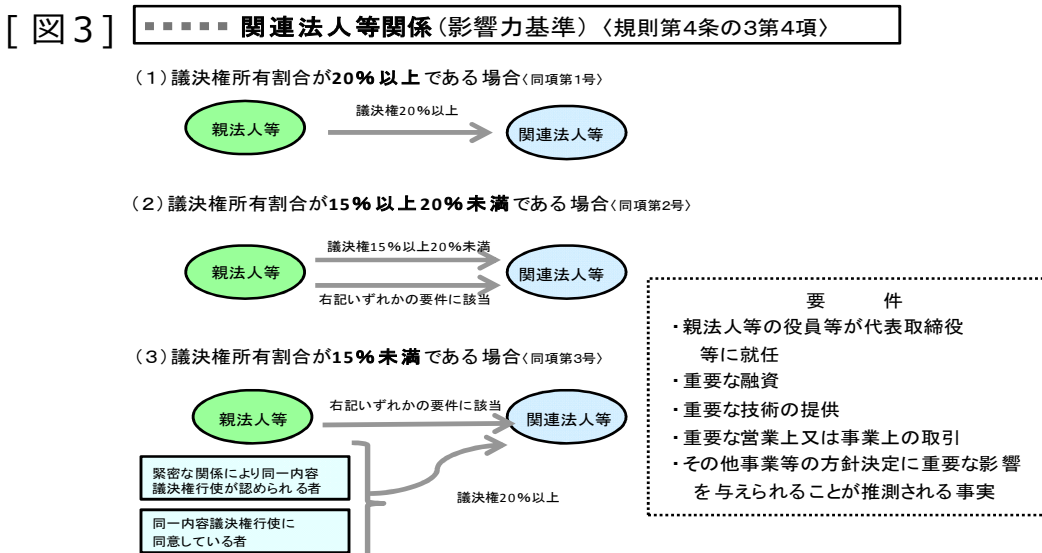 [図3] 関連法人等関係(影響力基準)〈規則第4条の3第4項〉
(1)議決権所有割合が20%以上である場合〈同項第1号〉
議決権20%以上
親法人等
関連法人等
(2)議決権所有割合が15%以上20%未満である場合〈同項第2号〉
議決権15%以上20%未満
親法人等
関連法人等
右記いずれかの要件に該当
(3)議決権所有割合が15%未満である場合〈同項第3号〉
右記いずれかの要件に該当
親法人等
関連法人等
緊密な関係により同一内容
議決権行使が認められる者
議決権20%以上
同一内容議決権行使に
同意している者
要 件
・親法人等の役員等が代表取締役
等に就任
・重要な融資
・重要な技術の提供
・重要な営業上又は事業上の取引
・その他事業等の方針決定に重要な影響
を与えられることが推測される事実